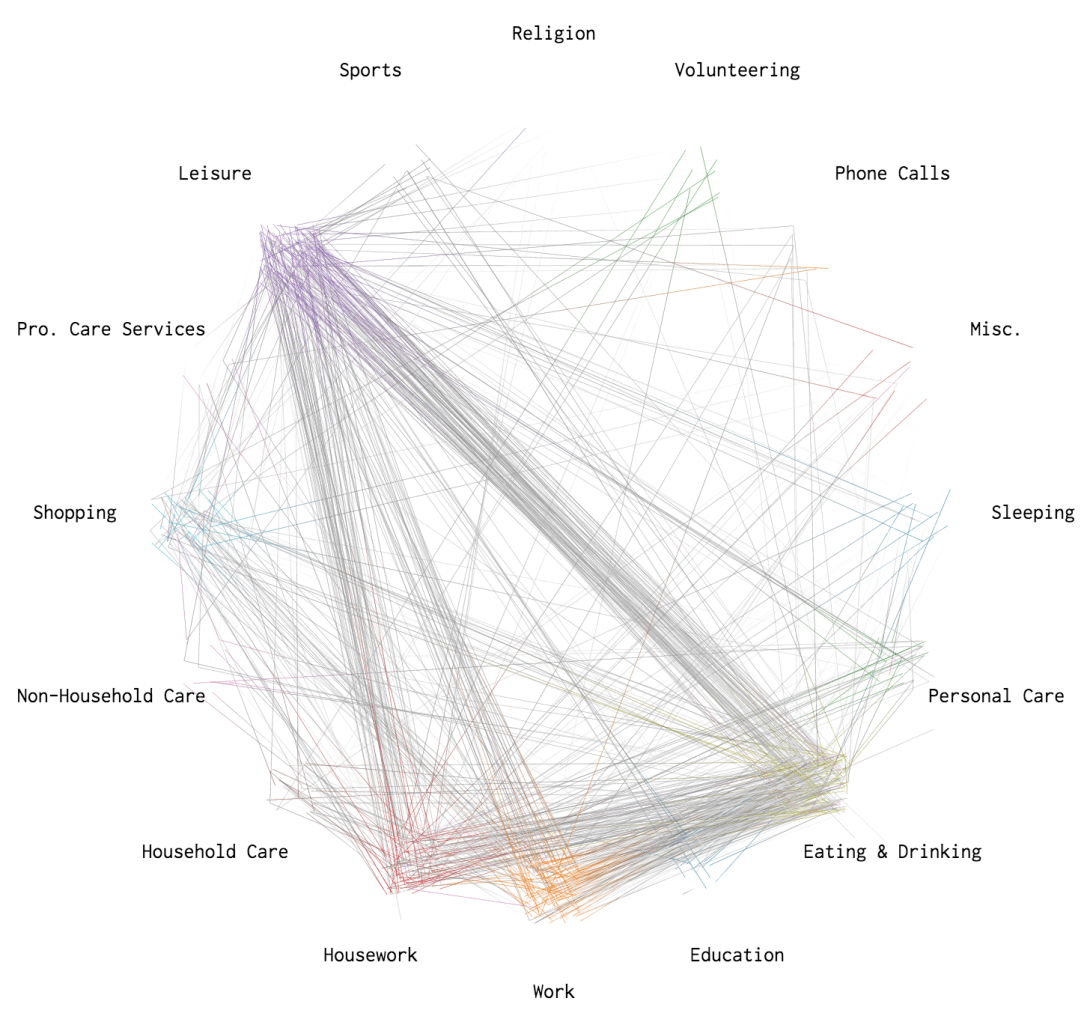 Religion
Sports
Volunteering
Leisure
Phone Calls
Pro. Care Services
Misc.
Shopping
Sleeping
Non-Household Care
Personal Care
Household Care
Eating & Drinking
Housework
Education
Work